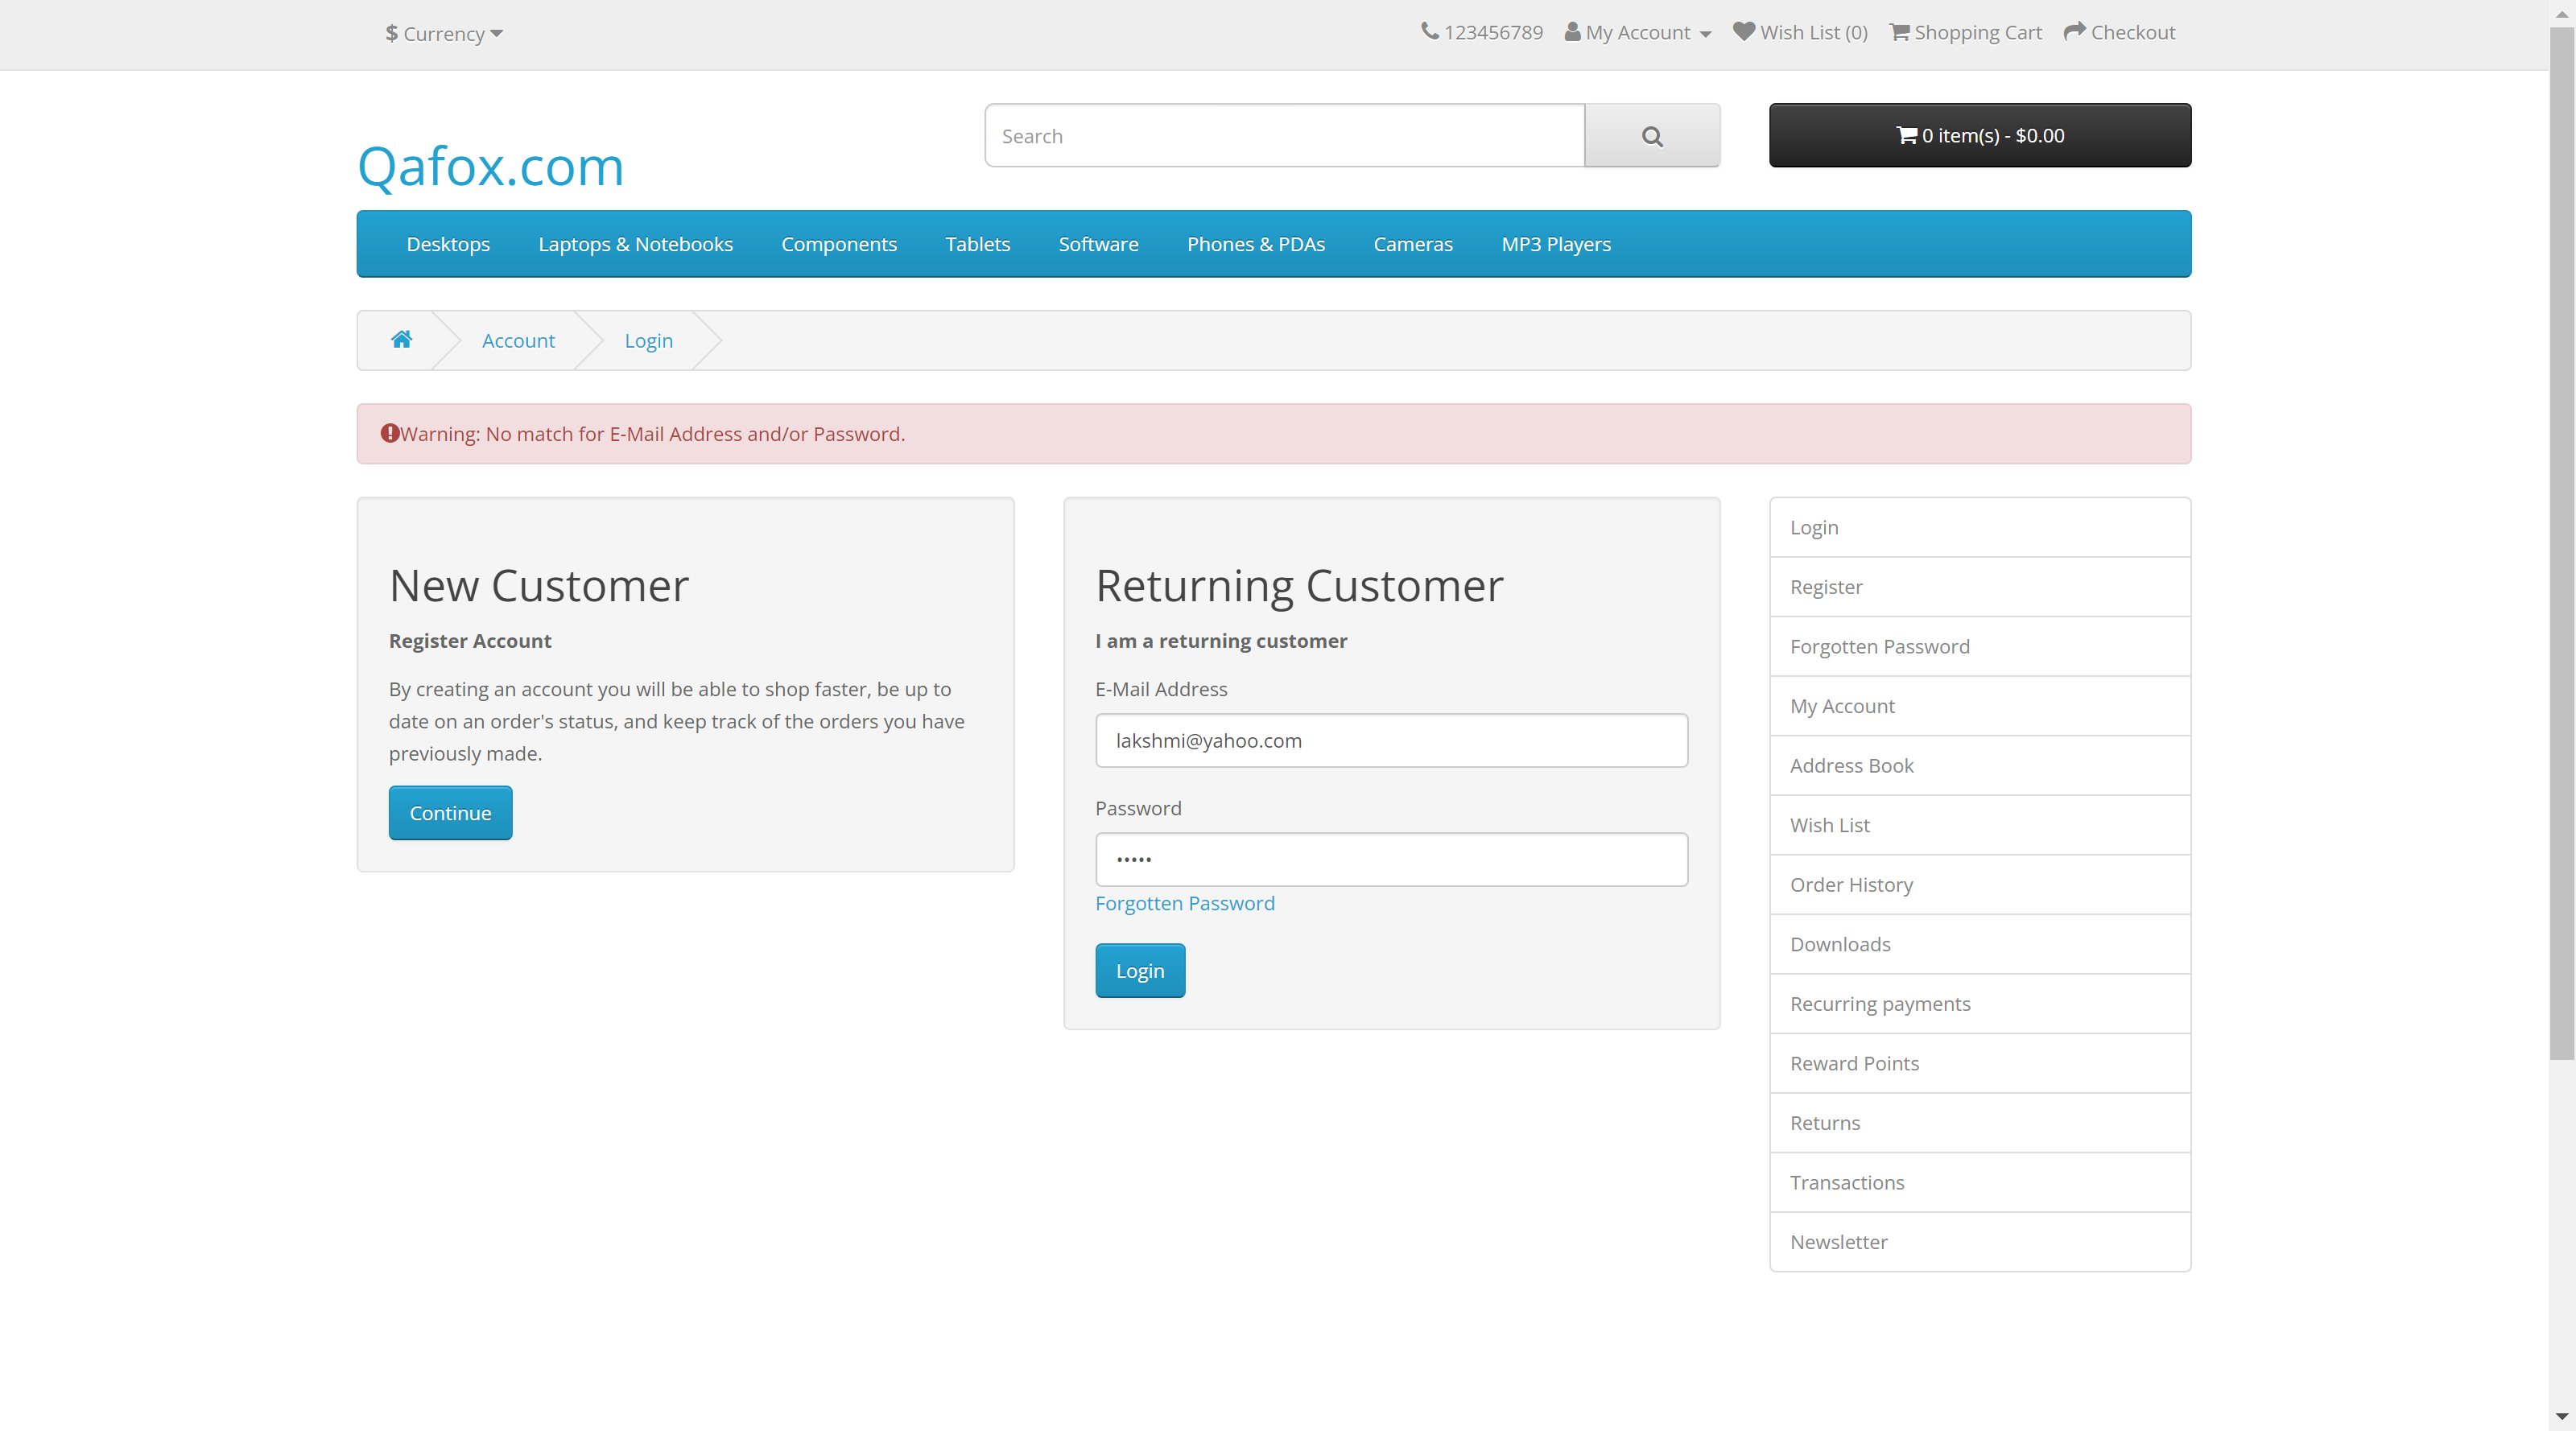 $ Currency
123456789 My Account Wish List (0) Shopping Cart Checkout
Qafox.com
Search
0 item(s) - $0.00
Desktops Laptops & Notebooks Components Tablets Software Phones & PDAs Cameras MP3 Players
Account Login
Warning: No match for E-Mail Address and/or Password.
New Customer
Register Account
By creating an account you will be able to shop faster, be up to
date on an order's status, and keep track of the orders you have
previously made.
Continue
Returning Customer
I am a returning customer
E-Mail Address
lakshmi@yahoo.com
Password
•••••
Forgotten Password
Login
Login
Register
Forgotten Password
My Account
Address Book
Wish List
Order History
Downloads
Recurring payments
Reward Points
Returns
Transactions
Newsletter